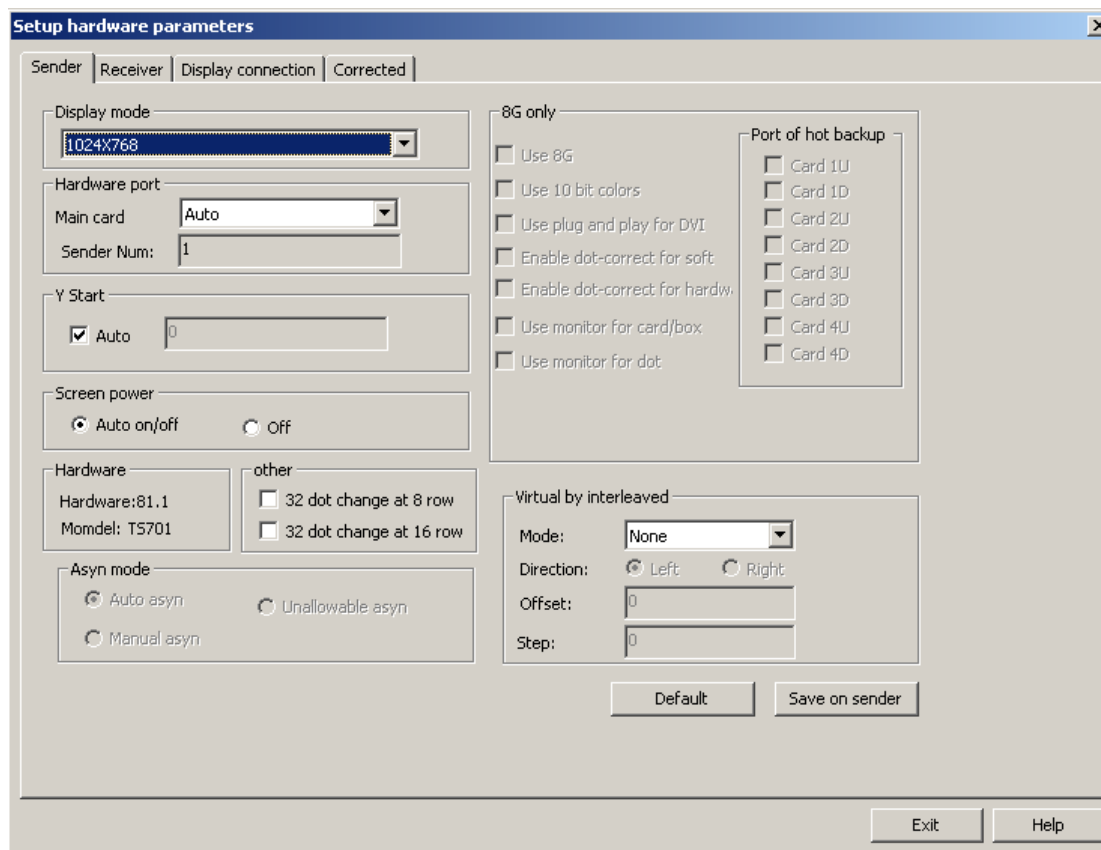 Setup hardware parameters
Sender Receiver Display connection Corrected
Display mode
1024X768
Hardware port
Main card Auto
Sender Num: 1
Y Start
Auto 0
Screen power
Auto on/off Off
Hardware
Hardware:81.1
Momdel: TS701
other
32 dot change at 8 row
32 dot change at 16 row
Asyn mode
Auto asyn Unallowable asyn
Manual asyn
8G only
Use 8G
Use 10 bit colors
Use plug and play for DVI
Enable dot-correct for soft
Enable dot-correct for hardw
Use monitor for card/box
Use monitor for dot
Port of hot backup
Card 1U
Card 1D
Card 2U
Card 2D
Card 3U
Card 3D
Card 4U
Card 4D
Virtual by interleaved
Mode: None
Direction: Left Right
Offset: 0
Step: 0
Default Save on sender
Exit Help